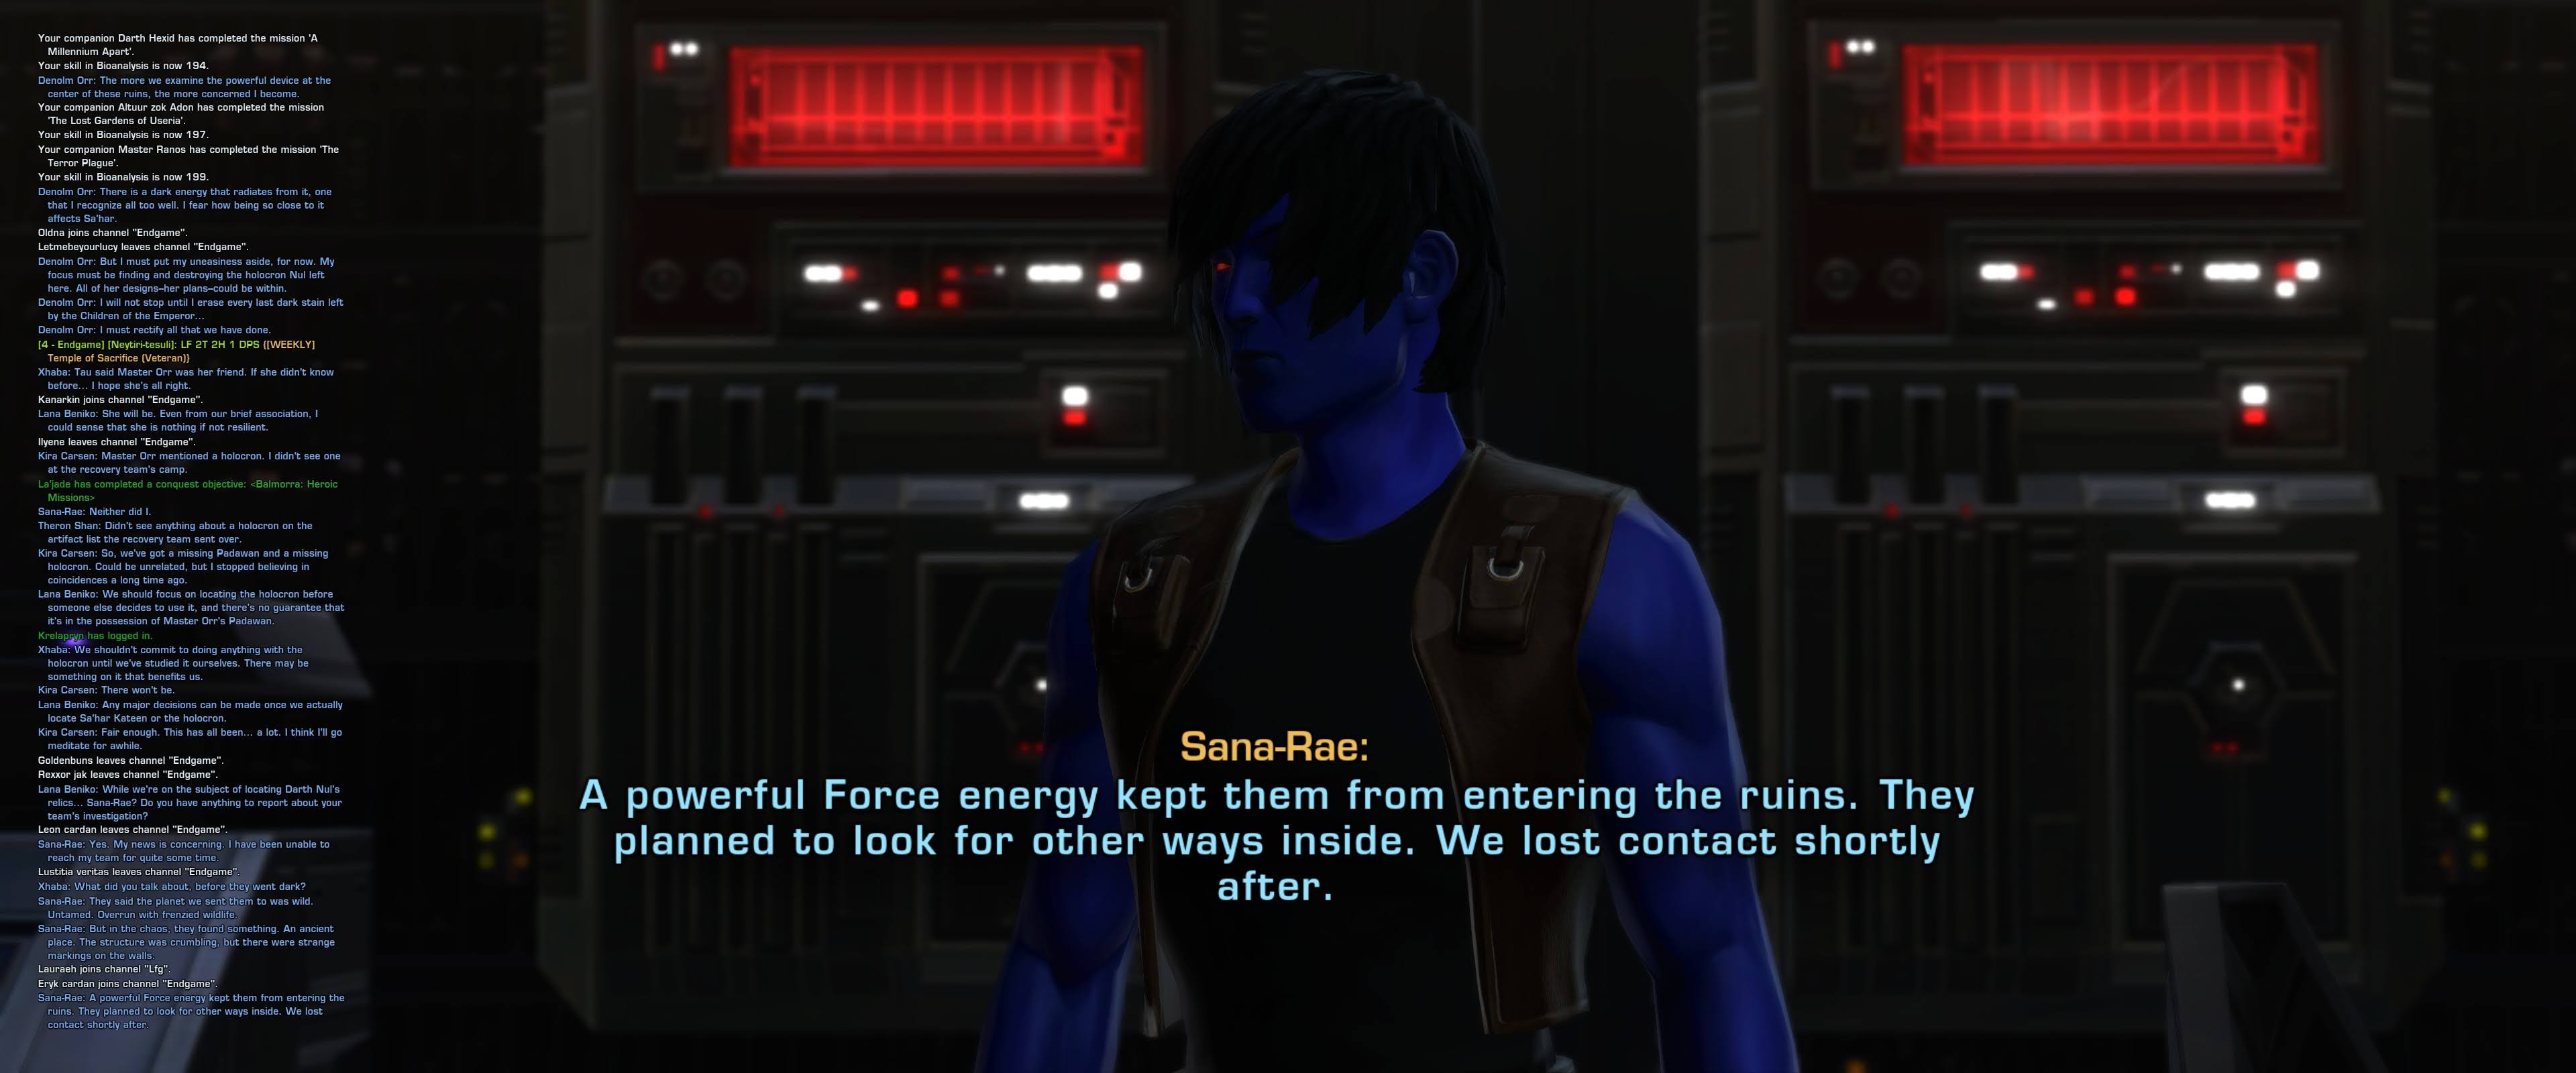 Your companion Darth Hexid has completed the mission 'A
Millennium Apart'.
Your skill in Bioanalysis is now 194.
Denolm Orr: The more we examine the powerful device at the
center of these ruins, the more concerned I become.
Your companion Altuur zok Adon has completed the mission
'The Lost Gardens of Useria'.
Your skill in Bioanalysis is now 197.
Your companion Master Ranos has completed the mission 'The
Terror Plague'.
Your skill in Bioanalysis is now 199.
Denolm Orr: There is a dark energy that radiates from it, one
that I recognize all too well. I fear how being so close to it
affects Sa'har.
Oldna joins channel "Endgame".
Letmebeyourlucy leaves channel "Endgame".
Denolm Orr: But I must put my uneasiness aside, for now. My
focus must be finding and destroying the holocron Nul left
here. All of her designs–her plans–could be within.
Denolm Orr: I will not stop until I erase every last dark stain left
by the Children of the Emperor...
Denolm Orr: I must rectify all that we have done.
[4 - Endgame] [Neytiri-tesuli]: LF 2T 2H 1 DPS {[WEEKLY]
Temple of Sacrifice (Veteran)}
Xhaba: Tau said Master Orr was her friend. If she didn't know
before... I hope she's all right.
Kanarkin joins channel "Endgame".
Lana Beniko: She will be. Even from our brief association, I
could sense that she is nothing if not resilient.
Ilyene leaves channel "Endgame".
Kira Carsen: Master Orr mentioned a holocron. I didn't see one
at the recovery team's camp.
La'jade has completed a conquest objective: <Balmorra: Heroic
Missions>
Sana-Rae: Neither did I.
Theron Shan: Didn't see anything about a holocron on the
artifact list the recovery team sent over.
Kira Carsen: So, we've got a missing Padawan and a missing
holocron. Could be unrelated, but I stopped believing in
coincidences a long time ago.
Lana Beniko: We should focus on locating the holocron before
someone else decides to use it, and there's no guarantee that
it's in the possession of Master Orr's Padawan.
Krelapryn has logged in.
Xhaba: We shouldn't commit to doing anything with the
holocron until we've studied it ourselves. There may be
something on it that benefits us.
Kira Carsen: There won't be.
Lana Beniko: Any major decisions can be made once we actually
locate Sa'har Kateen or the holocron.
Kira Carsen: Fair enough. This has all been... a lot. I think I'll go
meditate for awhile.
Goldenbuns leaves channel "Endgame".
Rexxor jak leaves channel "Endgame".
Lana Beniko: While we're on the subject of locating Darth Nul's
relics... Sana-Rae? Do you have anything to report about your
team's investigation?
Leon cardan leaves channel "Endgame".
Sana-Rae: Yes. My news is concerning. I have been unable to
reach my team for quite some time.
Lustitia veritas leaves channel "Endgame".
Xhaba: What did you talk about, before they went dark?
Sana-Rae: They said the planet we sent them to was wild.
Untamed. Overrun with frenzied wildlife.
Sana-Rae: But in the chaos, they found something. An ancient
place. The structure was crumbling, but there were strange
markings on the walls.
Lauraeh joins channel "Lfg".
Eryk cardan joins channel "Endgame".
Sana-Rae: A powerful Force energy kept them from entering the
ruins. They planned to look for other ways inside. We lost
contact shortly after.
Sana-Rae:
A powerful Force energy kept them from entering the ruins. They
planned to look for other ways inside. We lost contact shortly
after.